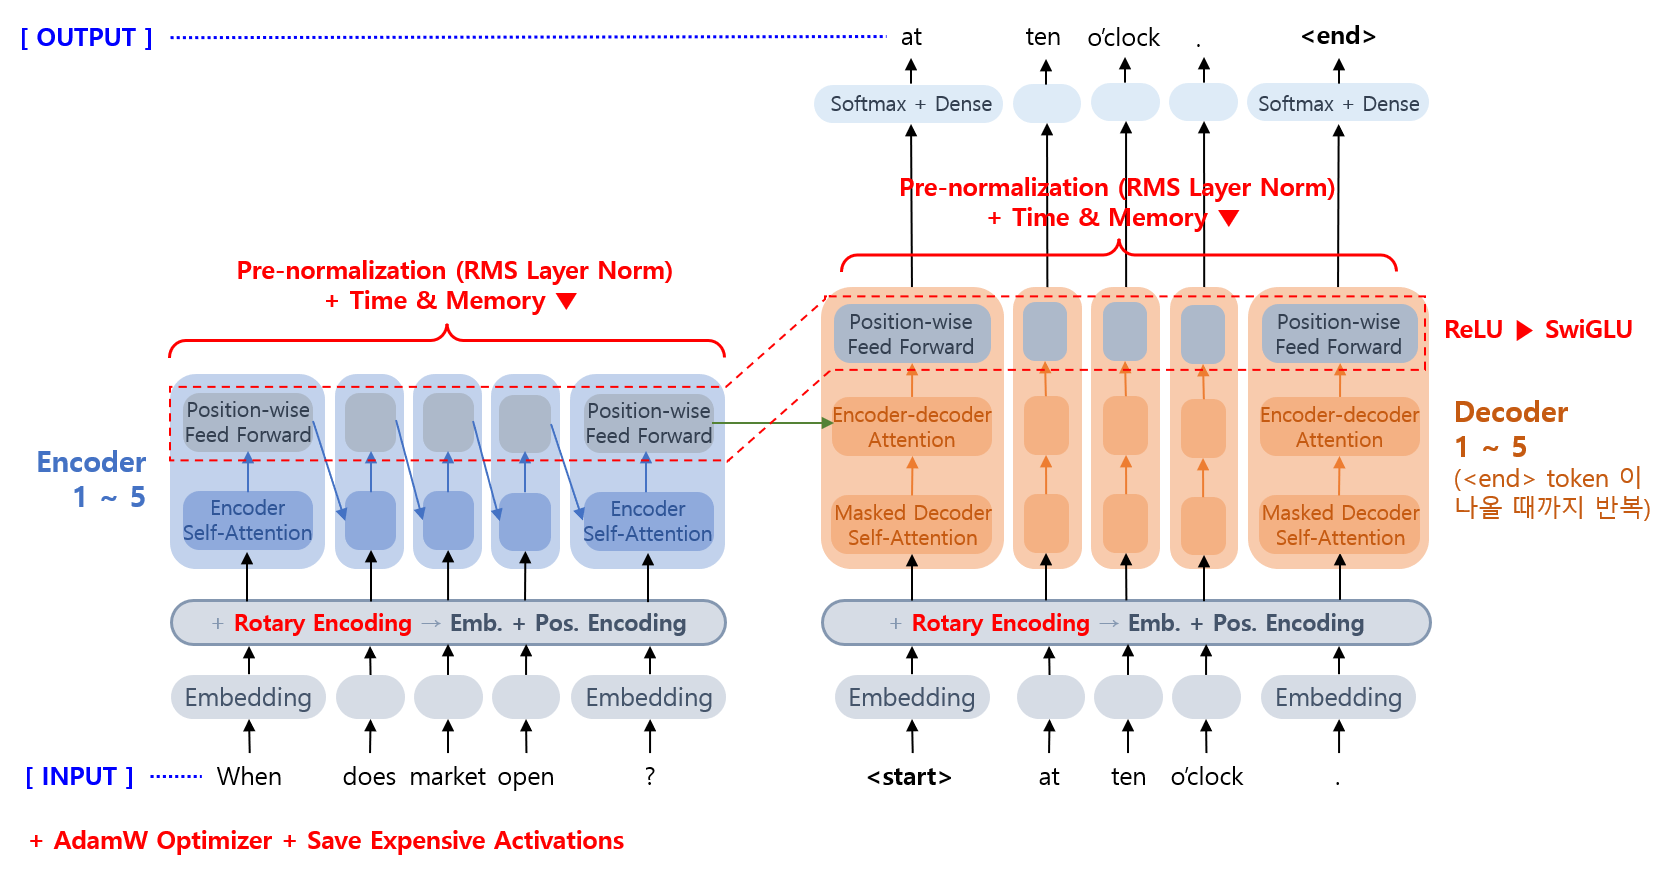 [ OUTPUT ]
at ten o'clock . <end>
Softmax + Dense Softmax + Dense
Pre-normalization (RMS Layer Norm)
+ Time & Memory ▼
Pre-normalization (RMS Layer Norm)
+ Time & Memory ▼
Position-wise
Feed Forward
Position-wise
Feed Forward
ReLU ▶ SwiGLU
Position-wise
Feed Forward
Position-wise
Feed Forward
Encoder-decoder
Attention
Encoder-decoder
Attention
Decoder
1 ~ 5
(<end> token 이
나올 때까지 반복)
Encoder
1 ~ 5
Encoder
Self-Attention
Encoder
Self-Attention
Masked Decoder
Self-Attention
Masked Decoder
Self-Attention
+ Rotary Encoding → Emb. + Pos. Encoding
+ Rotary Encoding → Emb. + Pos. Encoding
Embedding Embedding Embedding Embedding
[ INPUT ]
When does market open ?
<start> at ten o'clock .
+ AdamW Optimizer + Save Expensive Activations